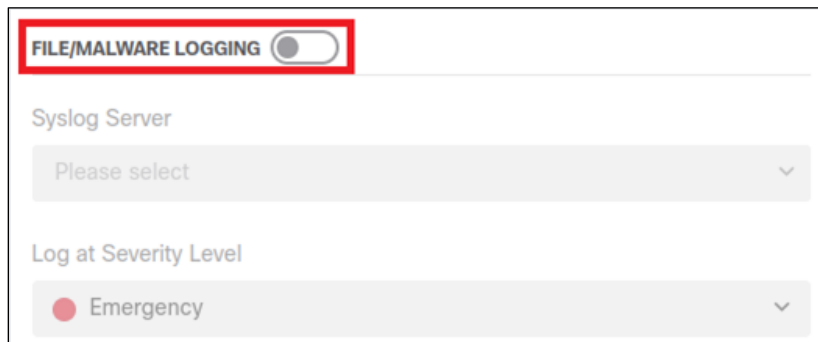 FILE/MALWARE LOGGING
Syslog Server
Please select
Log at Severity Level
Emergency